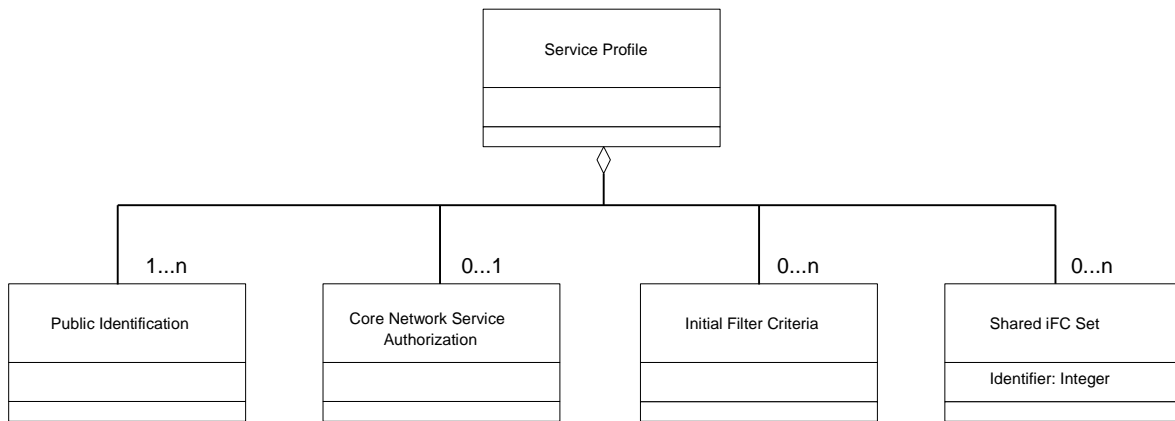 Service Profile
1...n
0...1
0...n
0...n
Public Identification
Core Network Service
Authorization
Initial Filter Criteria
Shared iFC Set
Identifier: Integer